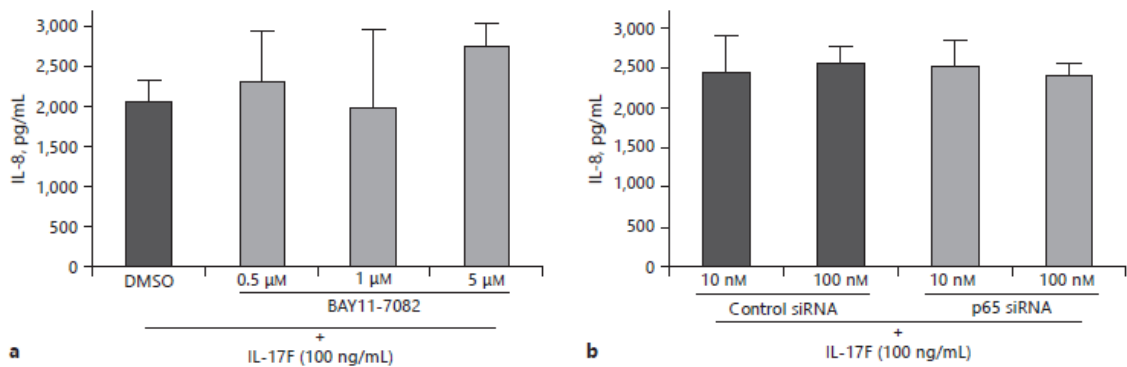 3,000
2,500
2,000
1,500
1,000
500
0
IL-8, pg/mL
DMSO
0.5 µM
1 µM
5 µM
BAY11-7082
+
IL-17F (100 ng/mL)
a
3,000
2,500
2,000
1,500
1,000
500
0
IL-8, pg/mL
10 nM
100 nM
10 nM
100 nM
Control siRNA
p65 siRNA
+
IL-17F (100 ng/mL)
b